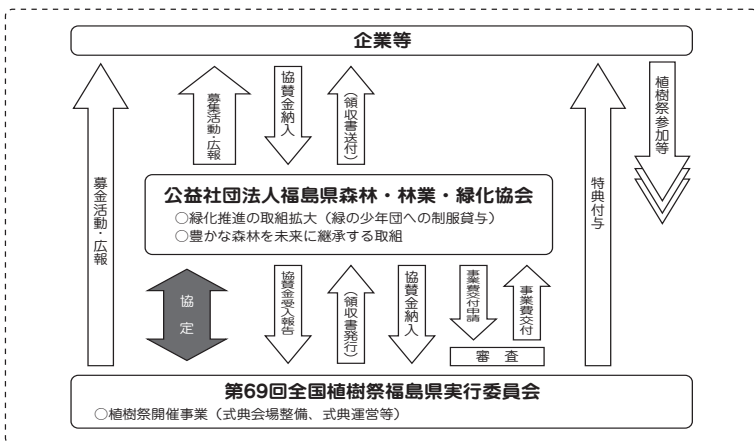 企業等
募金活動・広報
募集活動・広報
協賛金納入
（領収書送付）
特典付与
植樹祭参加等
公益社団法人福島県森林・林業・緑化協会
○緑化推進の取組拡大（緑の少年団への制服貸与）
○豊かな森林を未来に継承する取組
協定
協賛金受入報告
（領収書発行）
協賛金納入
事業費交付申請
事業費交付
審査
第69回全国植樹祭福島県実行委員会
○植樹祭開催事業（式典会場整備、式典運営等）